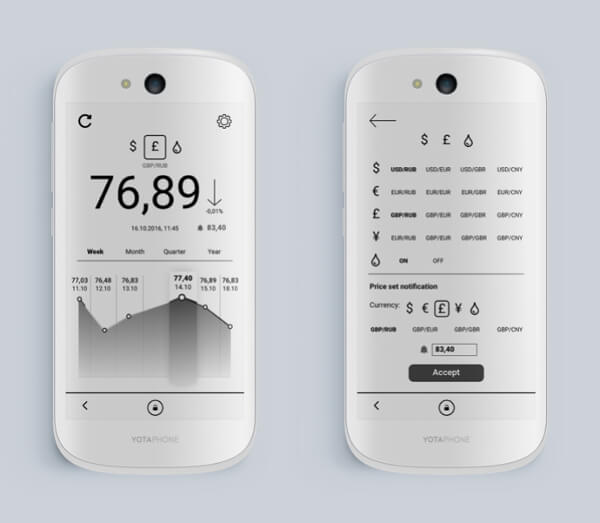 $ £
GBP/RUB
76,89
-0,01%
16.10.2016, 11:45 83,40
Week Month Quarter Year
77,03 76,48 76,83 77,40 76,89 76,83
11.10 12.10 13.10 14.10 15.10 18.10
YOTAPHONE
$ £
$ USD/RUB USD/EUR USD/GBR USD/CNY
€ EUR/RUB EUR/EUR EUR/GBR EUR/CNY
£ GBP/RUB GBP/EUR GBP/GBR GBP/CNY
¥ EUR/RUB GBP/EUR GBP/GBR GBP/CNY
ON OFF
Price set notification
Currency: $ € £ ¥
GBP/RUB GBP/EUR GBP/GBR GBP/CNY
83,40
Accept
YOTAPHONE